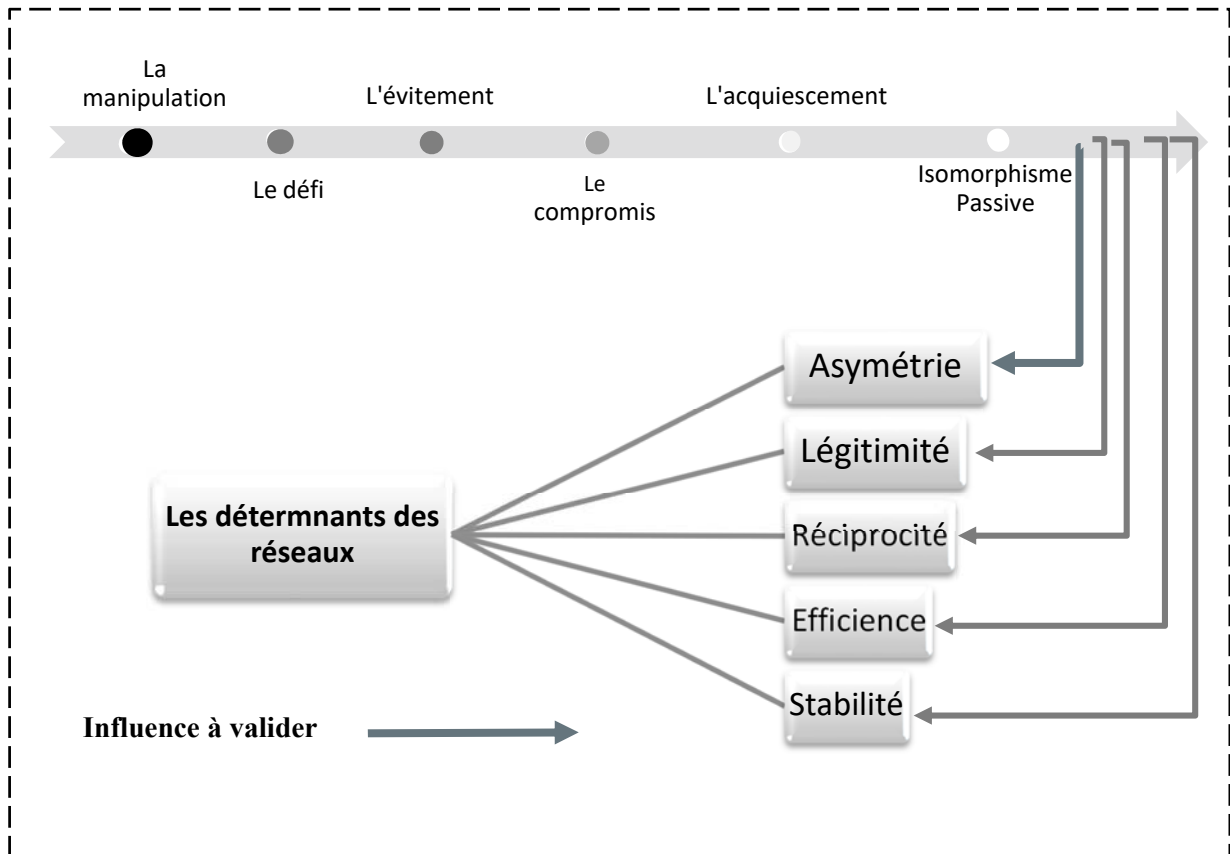 La
manipulation
L'évitement
L'acquiescement
Le défi
Le
compromis
Isomorphisme
Passive
Asymétrie
Légitimité
Les détermnants des
réseaux
Réciprocité
Efficience
Stabilité
Influence à valider